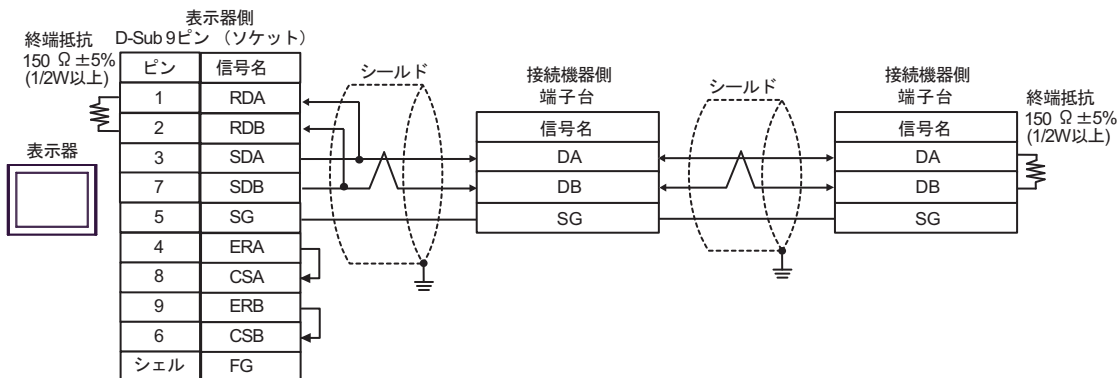 表示器側
D-Sub 9ピン （ソケット）
終端抵抗
150 Ω ±5%
(1/2W以上)
ピン 信号名
1 RDA
2 RDB
3 SDA
7 SDB
5 SG
4 ERA
8 CSA
9 ERB
6 CSB
シェル FG
表示器
シールド
接続機器側
端子台
信号名
DA
DB
SG
シールド
接続機器側
端子台
信号名
DA
DB
SG
終端抵抗
150 Ω ±5%
(1/2W以上)